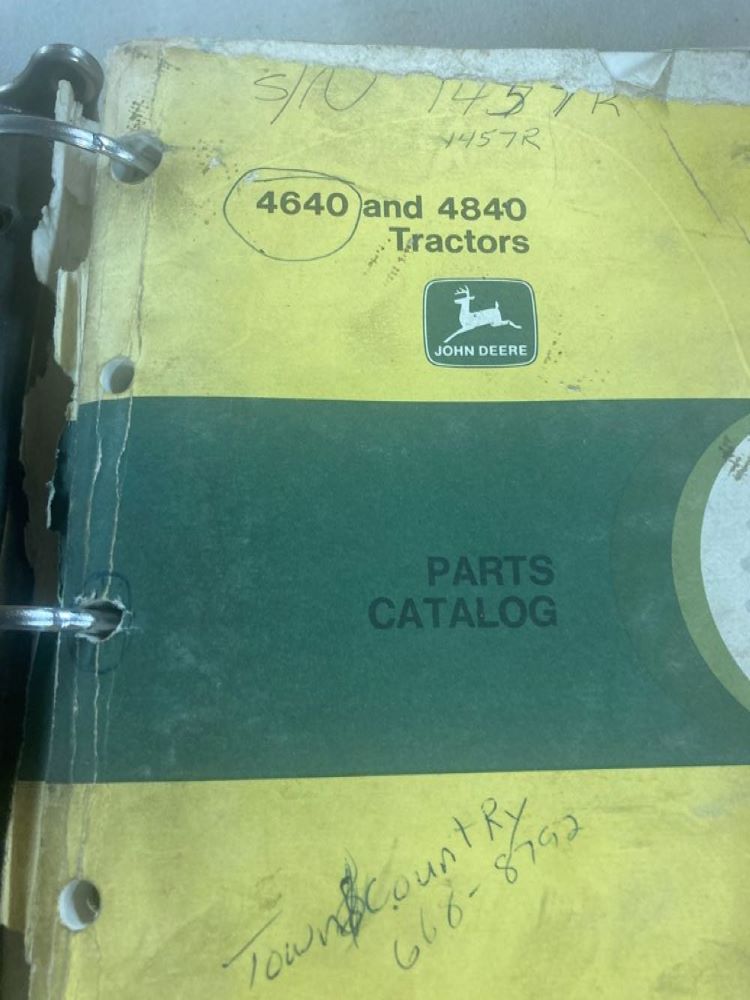 S/N 1457R
1457R
4640 and 4840
Tractors
JOHN DEERE
PARTS
CATALOG
Town & Country
668-8792